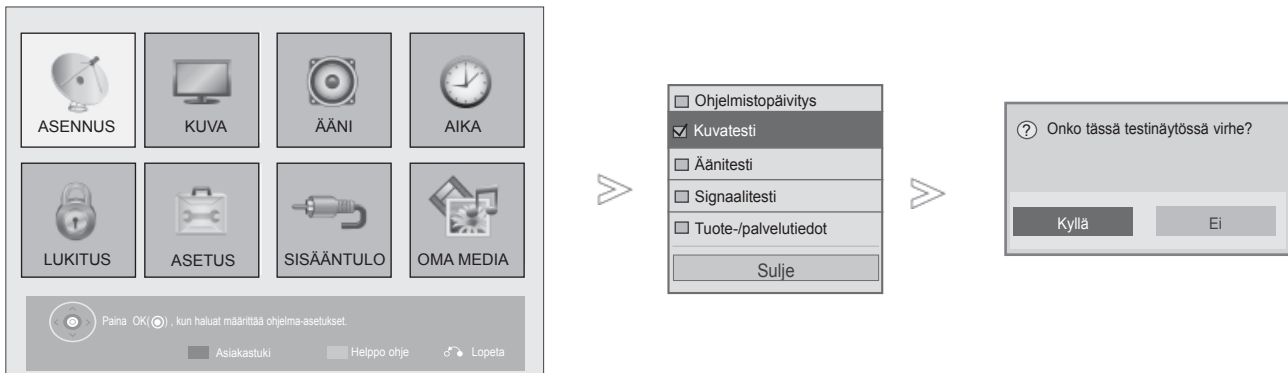 ASENNUS
KUVA
ÄÄNI
AIKA
LUKITUS
ASETUS
SISÄÄNTULO
OMA MEDIA
Paina OK(◉) , kun haluat määrittää ohjelma-asetukset.
Asiakastuki
Helppo ohje
Lopeta
Ohjelmistopäivitys
Kuvatesti
Äänitesti
Signaalitesti
Tuote-/palvelutiedot
Sulje
? Onko tässä testinäytössä virhe?
Kyllä
Ei